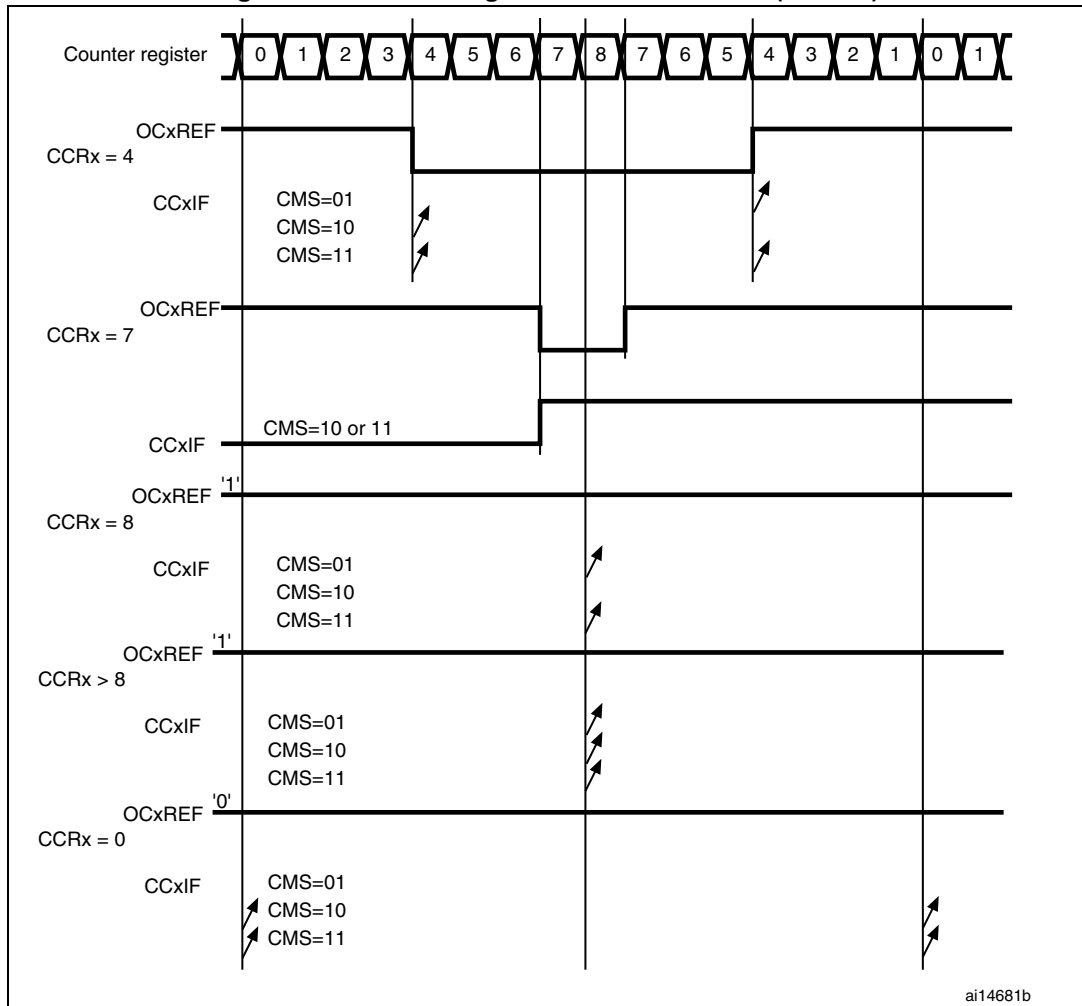 Counter register 0 1 2 3 4 5 6 7 8 7 6 5 4 3 2 1 0 1
OCxREF
CCRx = 4
CCxIF CMS=01
CMS=10
CMS=11
OCxREF
CCRx = 7
CMS=10 or 11
CCxIF
'1'
OCxREF
CCRx = 8
CCxIF CMS=01
CMS=10
CMS=11
'1'
OCxREF
CCRx > 8
CCxIF CMS=01
CMS=10
CMS=11
'0'
OCxREF
CCRx = 0
CCxIF CMS=01
CMS=10
CMS=11
ai14681b